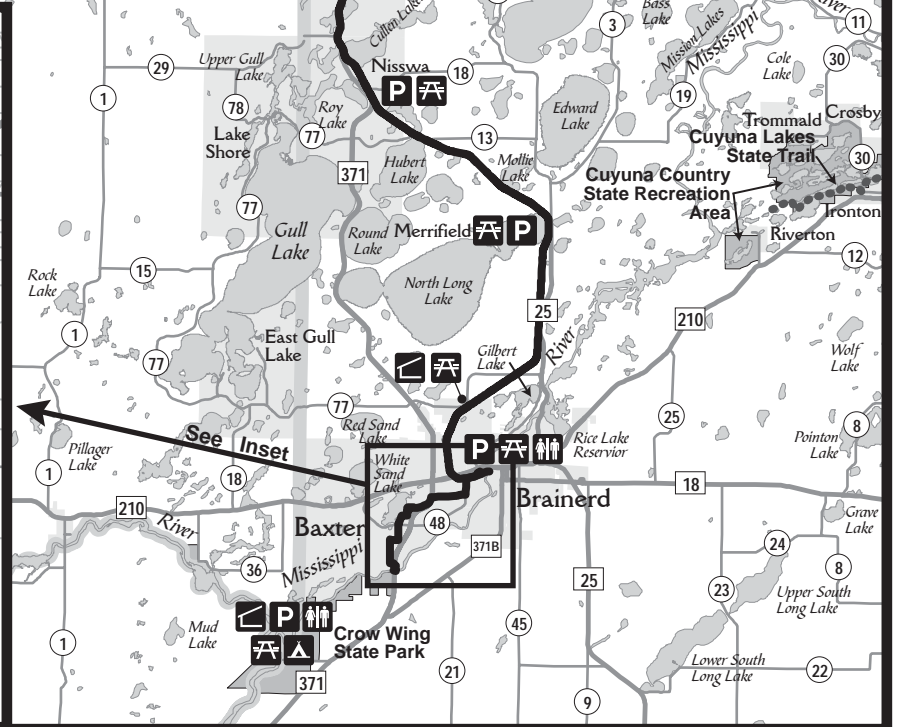 Cullen Lake
Bass
Lake
Mission Lakes
Mississippi
River
3
11
29
Upper Gull
Lake
Nisswa
18
P
Cole
Lake
30
1
78
19
Roy
Lake
Edward
Lake
Trommald
Crosby
Lake
Shore
77
13
Cuyuna Lakes
State Trail
30
371
Hubert
Lake
Mollie
Lake
Cuyuna Country
State Recreation
Area
77
Ironton
Gull
Lake
Round
Lake
Merrifield
P
Riverton
12
15
Rock
Lake
North Long
Lake
25
210
1
East Gull
Lake
River
Wolf
Lake
77
Gilbert
Lake
77
25
See Inset
Red Sand
Lake
8
Pillager
Lake
P
Rice Lake
Reservior
Pointon
Lake
1
18
White
Sand
Lake
18
210
Brainerd
River
Baxter
48
Grave
Lake
371B
24
36
Mississippi
25
23
8
Upper South
Long Lake
P
45
Mud
Lake
Crow Wing
State Park
1
Lower South
Long Lake
371
21
22
9